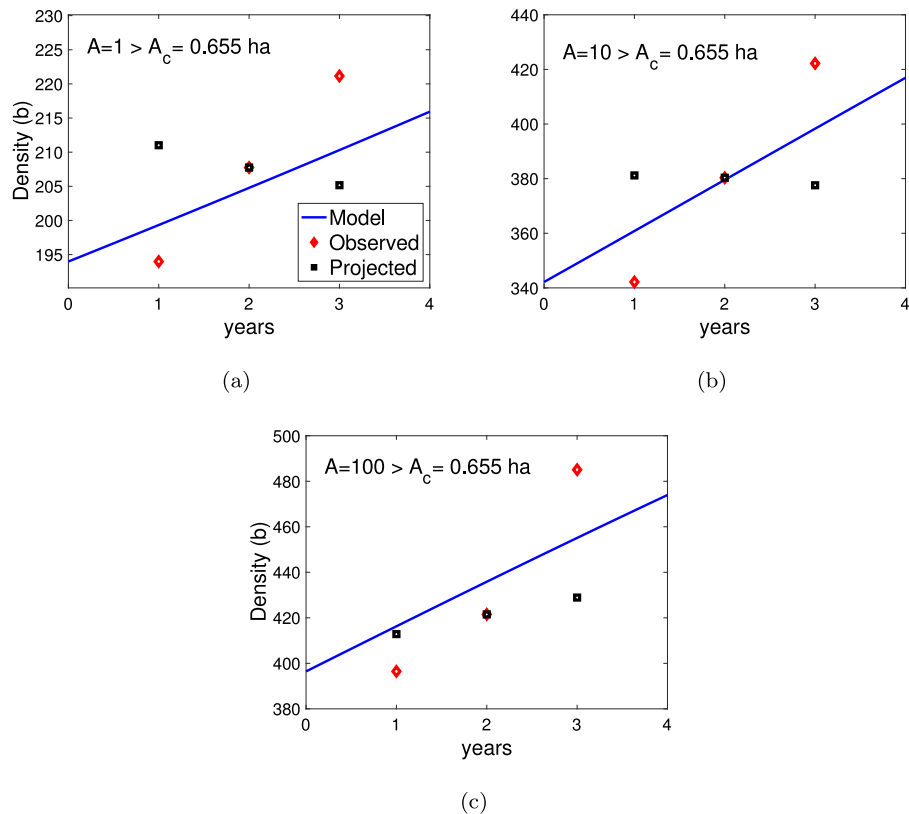 230
225
220
215
210
205
200
195
Density (b)
A=1 > A_c= 0.655 ha
Model
Observed
Projected
0 1 2 3 4
years
(a)
440
420
400
380
360
340
A=10 > A_c= 0.655 ha
0 1 2 3 4
years
(b)
500
480
460
440
420
400
380
Density (b)
A=100 > A_c= 0.655 ha
0 1 2 3 4
years
(c)